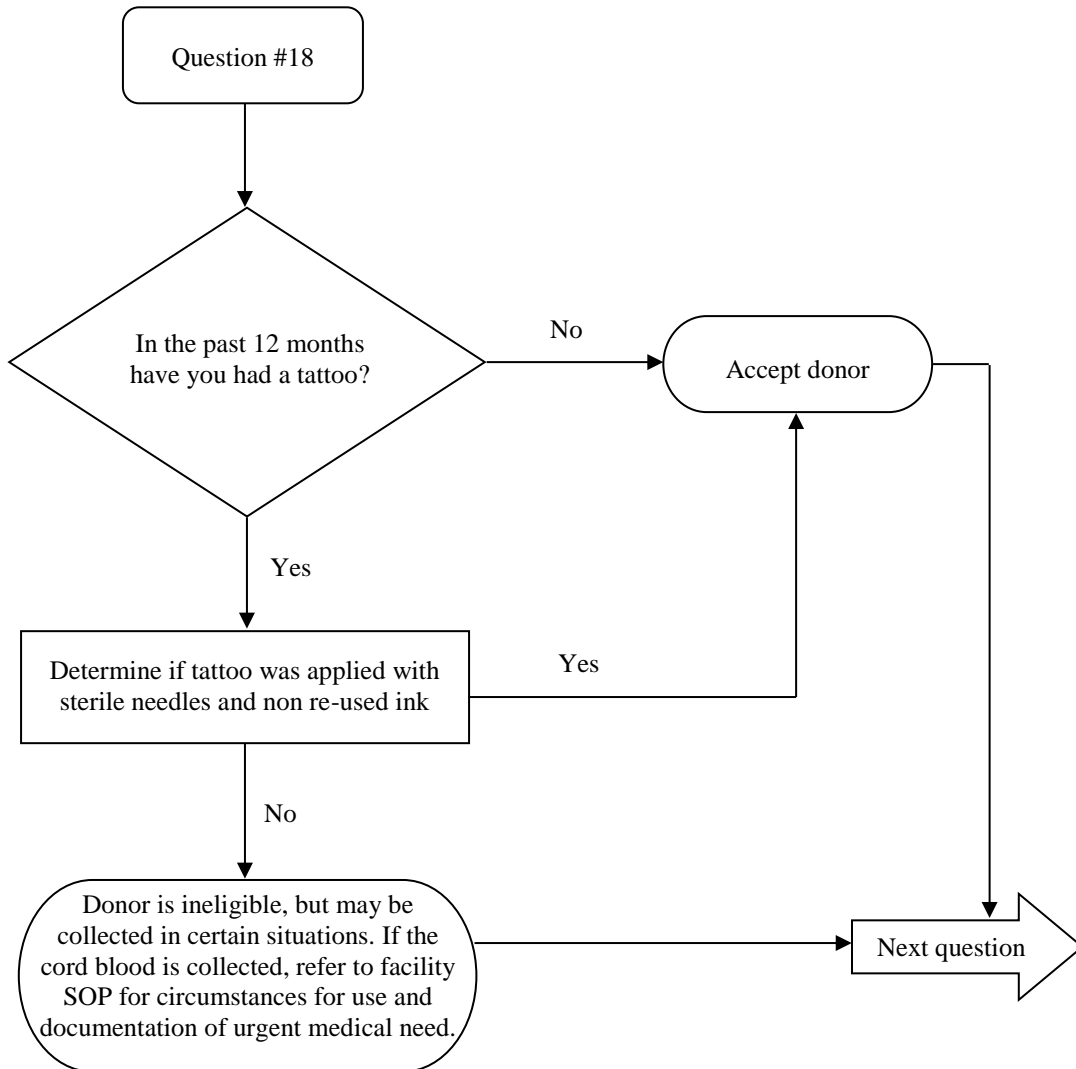 Question #18
In the past 12 months
have you had a tattoo?
No
Accept donor
Yes
Determine if tattoo was applied with
sterile needles and non re-used ink
Yes
No
Donor is ineligible, but may be
collected in certain situations. If the
cord blood is collected, refer to facility
SOP for circumstances for use and
documentation of urgent medical need.
Next question